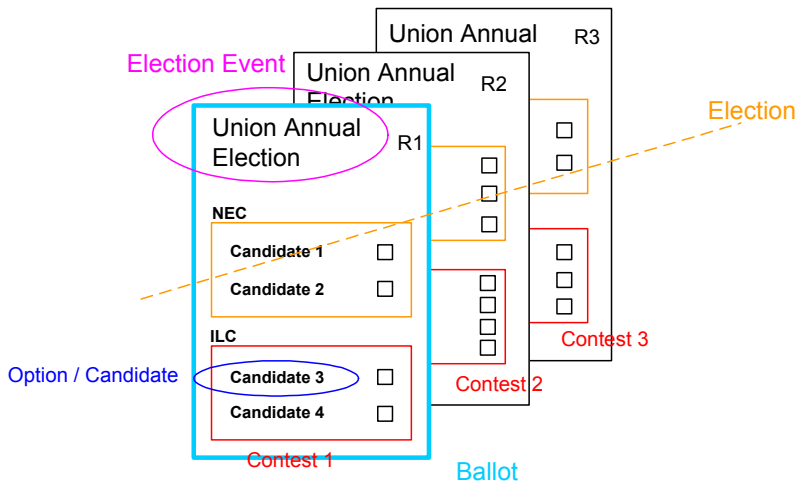 Union Annual
R3
Election Event
Union Annual
Election
R2
Election
Union Annual
Election
R1
NEC
Candidate 1
Candidate 2
ILC
Contest 3
Option / Candidate
Candidate 3
Contest 2
Candidate 4
Contest 1
Ballot